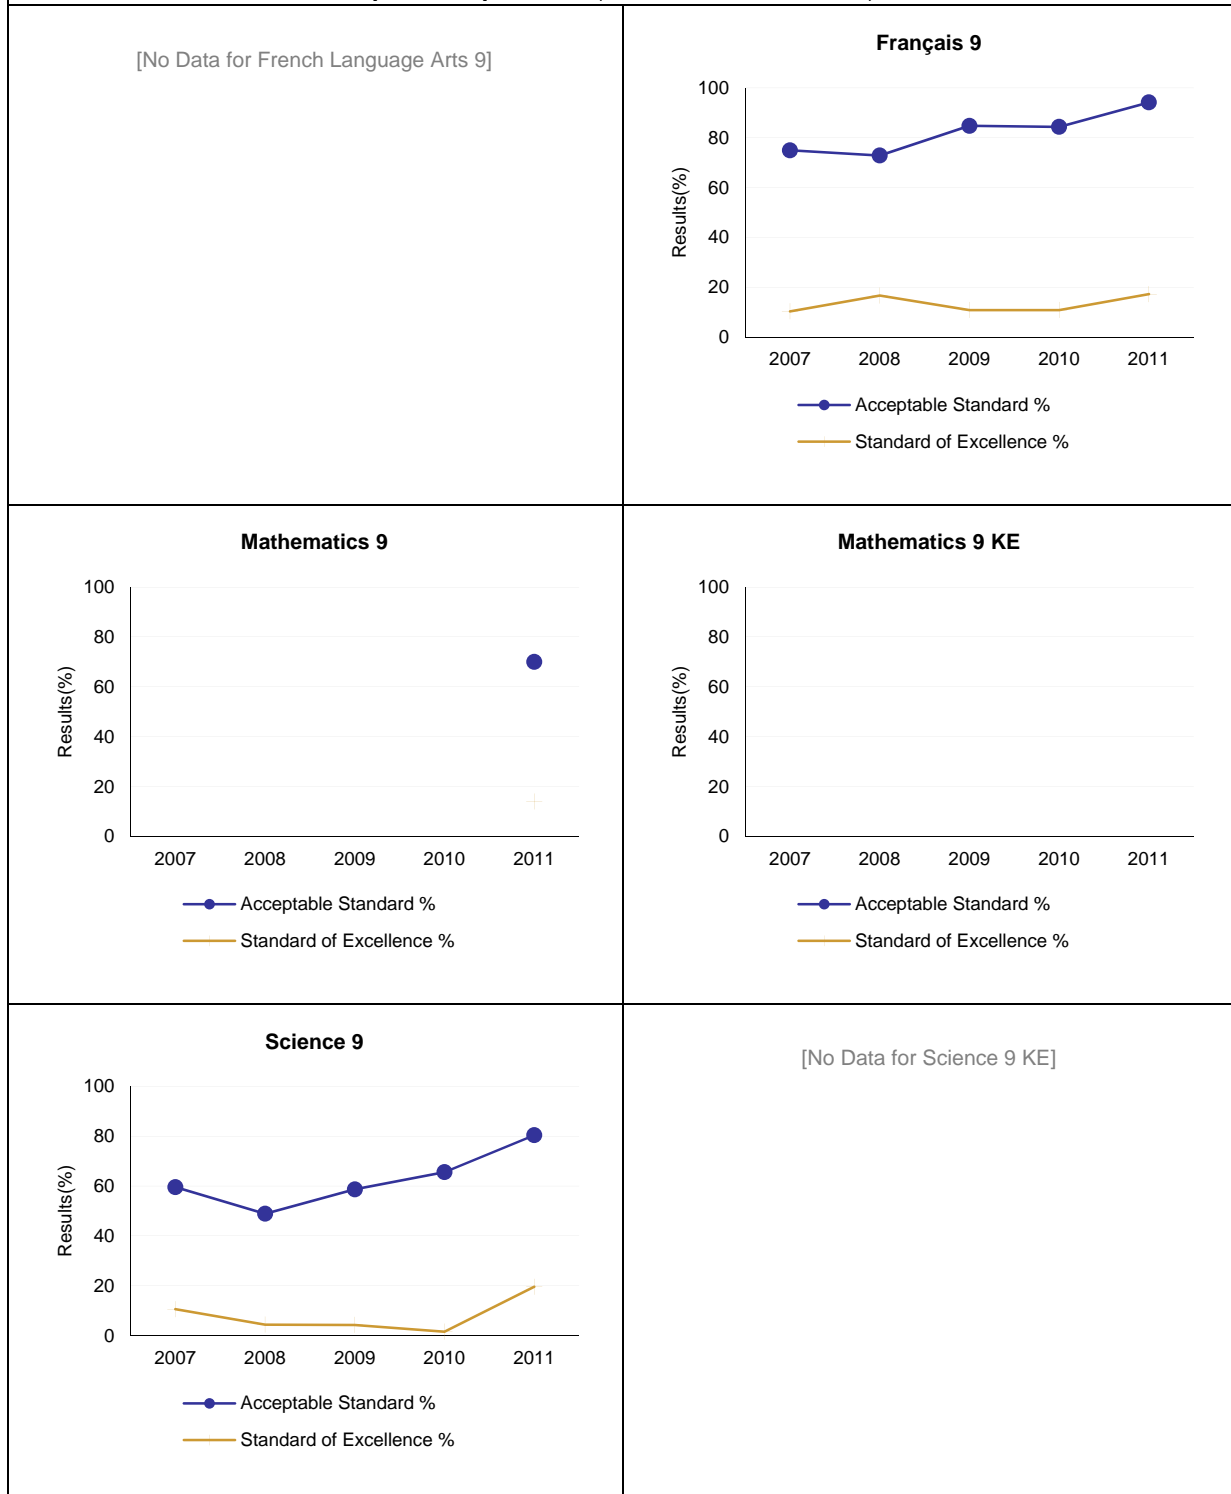 [No Data for French Language Arts 9]
Français 9
100
80
60
40
20
0
Results(%)
2007 2008 2009 2010 2011
Acceptable Standard %
Standard of Excellence %
Mathematics 9
100
80
60
40
20
0
Results(%)
2007 2008 2009 2010 2011
Acceptable Standard %
Standard of Excellence %
Mathematics 9 KE
100
80
60
40
20
0
Results(%)
2007 2008 2009 2010 2011
Acceptable Standard %
Standard of Excellence %
Science 9
100
80
60
40
20
0
Results(%)
2007 2008 2009 2010 2011
Acceptable Standard %
Standard of Excellence %
[No Data for Science 9 KE]